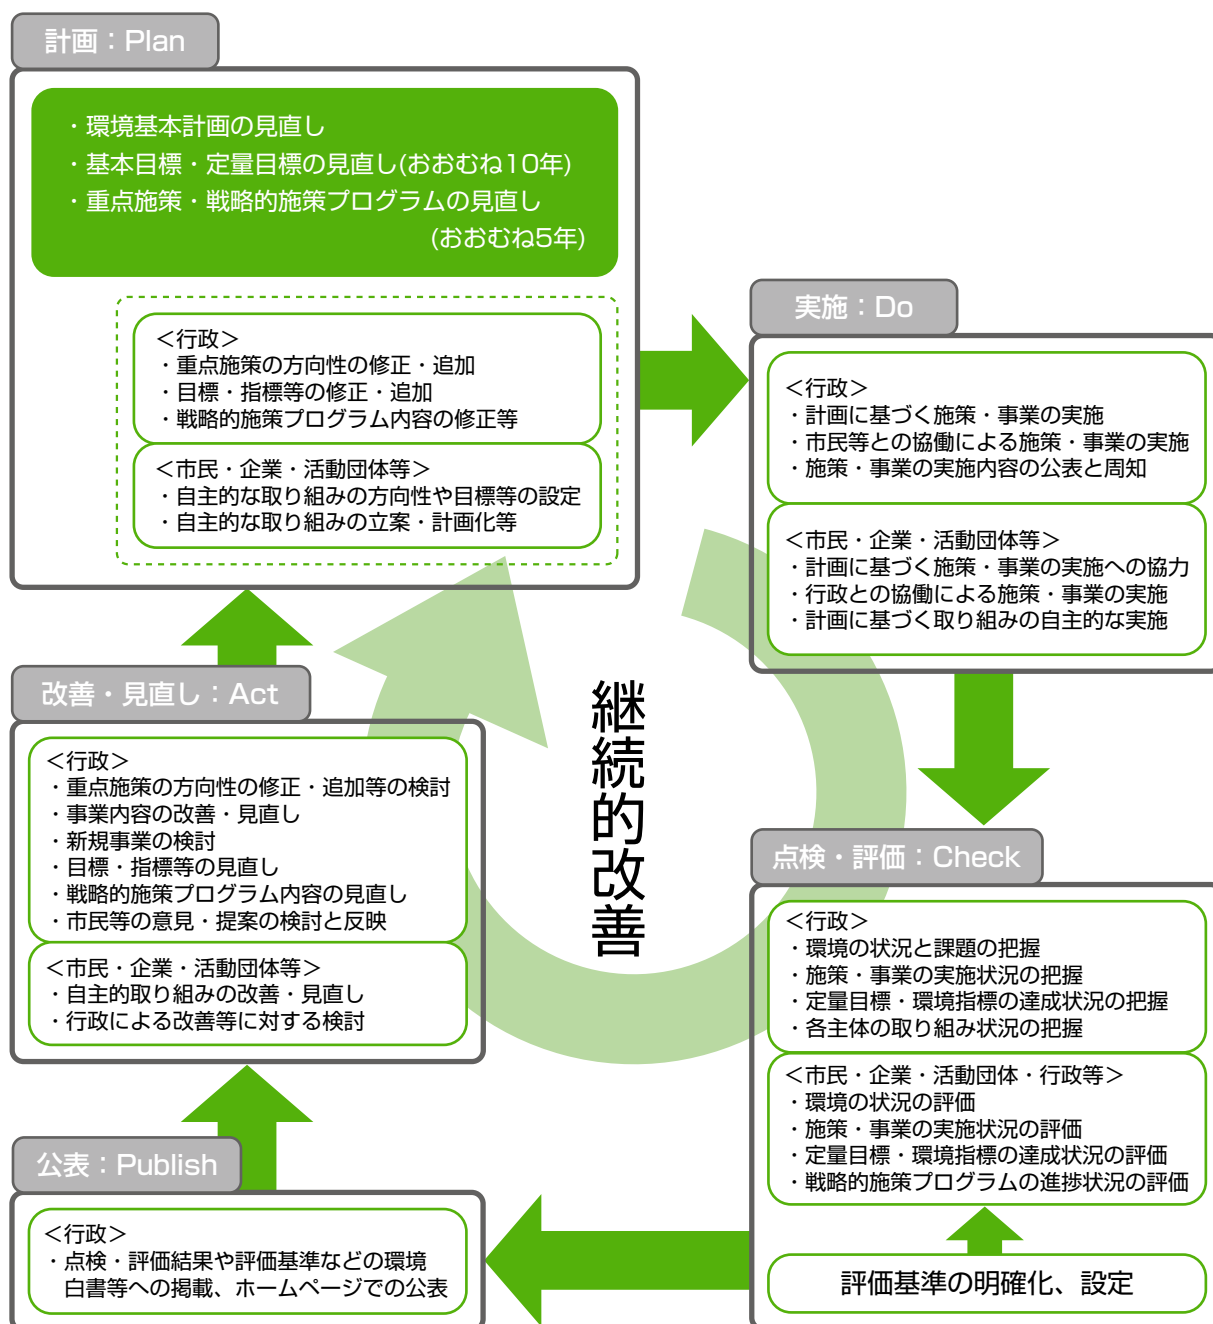 計画：Plan
・環境基本計画の見直し
・基本目標・定量目標の見直し(おおむね10年)
・重点施策・戦略的施策プログラムの見直し
(おおむね5年)
＜行政＞
・重点施策の方向性の修正・追加
・目標・指標等の修正・追加
・戦略的施策プログラム内容の修正等
＜市民・企業・活動団体等＞
・自主的な取り組みの方向性や目標等の設定
・自主的な取り組みの立案・計画化等
実施：Do
＜行政＞
・計画に基づく施策・事業の実施
・市民等との協働による施策・事業の実施
・施策・事業の実施内容の公表と周知
＜市民・企業・活動団体等＞
・計画に基づく施策・事業の実施への協力
・行政との協働による施策・事業の実施
・計画に基づく取り組みの自主的な実施
継続的改善
点検・評価：Check
＜行政＞
・環境の状況と課題の把握
・施策・事業の実施状況の把握
・定量目標・環境指標の達成状況の把握
・各主体の取り組み状況の把握
＜市民・企業・活動団体・行政等＞
・環境の状況の評価
・施策・事業の実施状況の評価
・定量目標・環境指標の達成状況の評価
・戦略的施策プログラムの進捗状況の評価
評価基準の明確化、設定
公表：Publish
＜行政＞
・点検・評価結果や評価基準などの環境
白書等への掲載、ホームページでの公表
改善・見直し：Act
＜行政＞
・重点施策の方向性の修正・追加等の検討
・事業内容の改善・見直し
・新規事業の検討
・目標・指標等の見直し
・戦略的施策プログラム内容の見直し
・市民等の意見・提案の検討と反映
＜市民・企業・活動団体等＞
・自主的取り組みの改善・見直し
・行政による改善等に対する検討